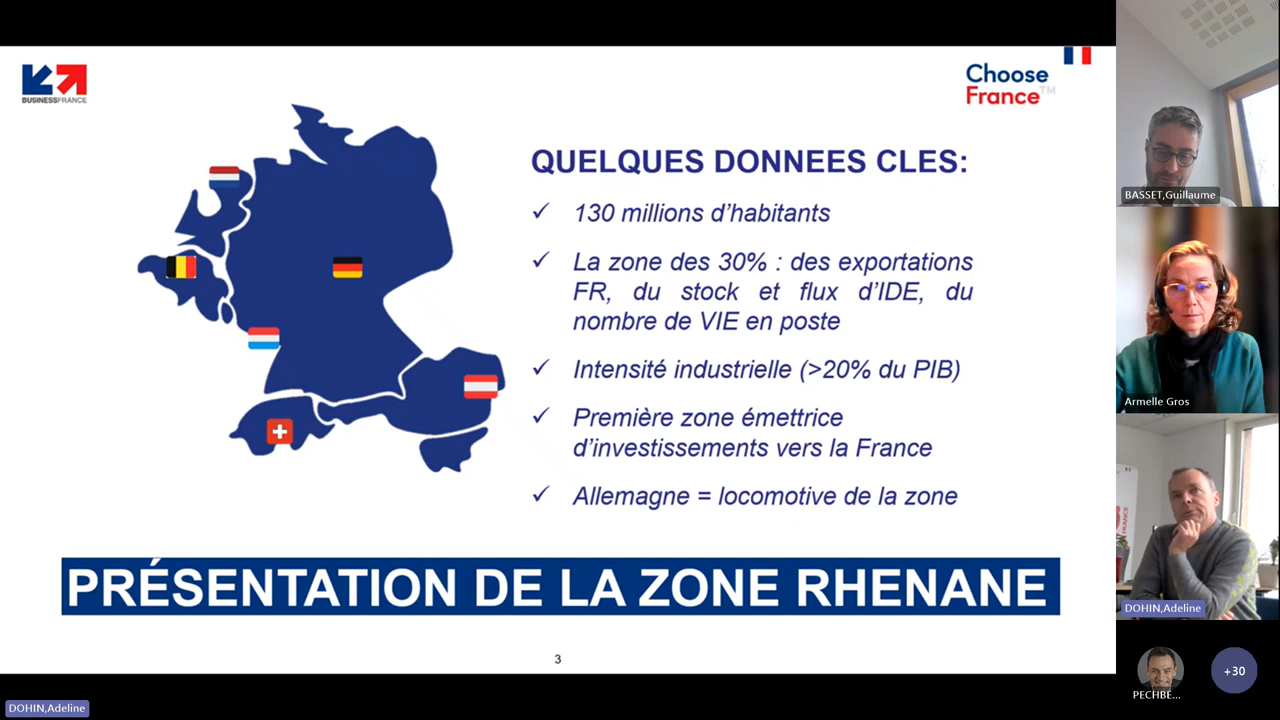 BUSINESSFRANCE
Choose
France™
QUELQUES DONNEES CLES:
✓ 130 millions d’habitants
✓ La zone des 30% : des exportations
FR, du stock et flux d’IDE, du
nombre de VIE en poste
✓ Intensité industrielle (>20% du PIB)
✓ Première zone émettrice
d’investissements vers la France
✓ Allemagne = locomotive de la zone
PRÉSENTATION DE LA ZONE RHENANE
3
DOHIN,Adeline
BASSET,Guillaume
Armelle Gros
FRANCE
DOHIN,Adeline
PECHBE...
+30